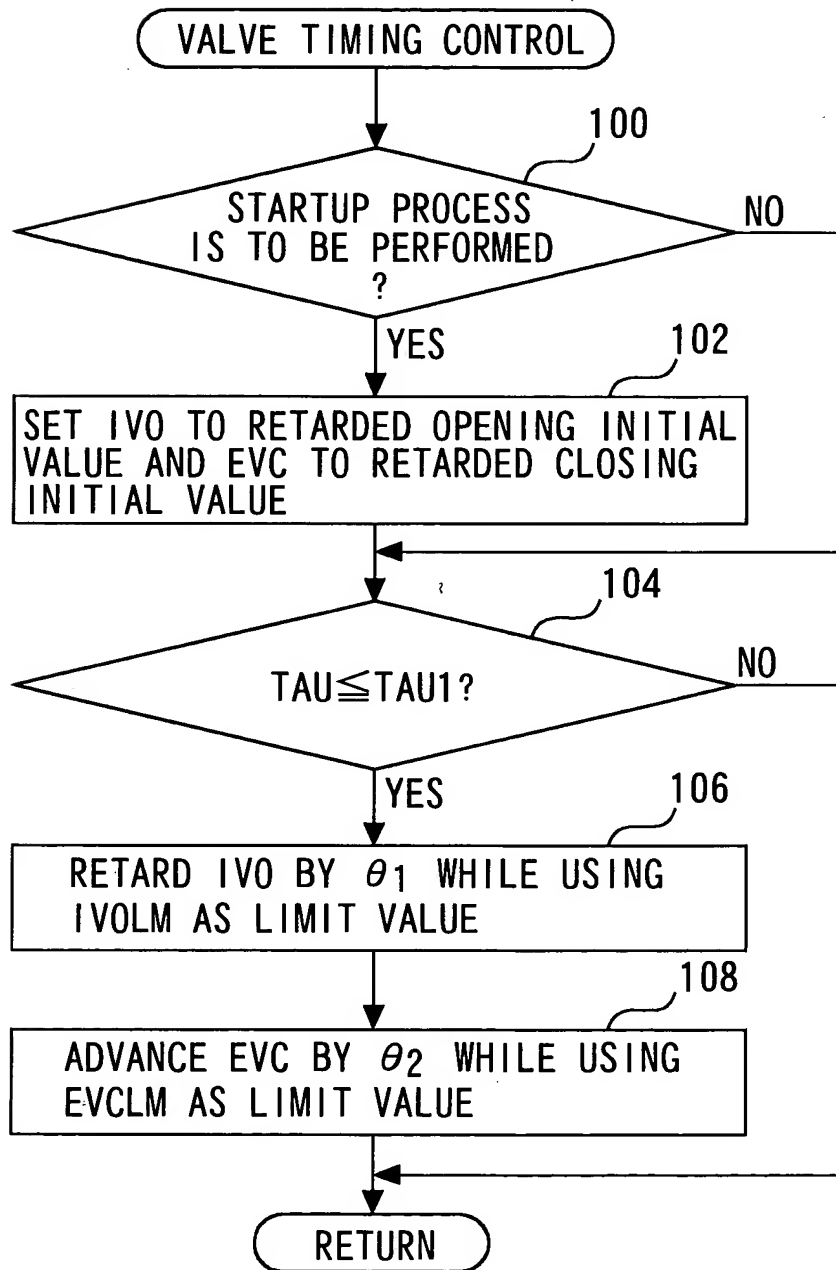 VALVE TIMING CONTROL
100
STARTUP PROCESS
IS TO BE PERFORMED
?
NO
YES
102
SET IVO TO RETARDED OPENING INITIAL
VALUE AND EVC TO RETARDED CLOSING
INITIAL VALUE
104
TAU≦TAU1?
NO
YES
106
RETARD IVO BY θ1 WHILE USING
IVOLM AS LIMIT VALUE
108
ADVANCE EVC BY θ2 WHILE USING
EVCLM AS LIMIT VALUE
RETURN